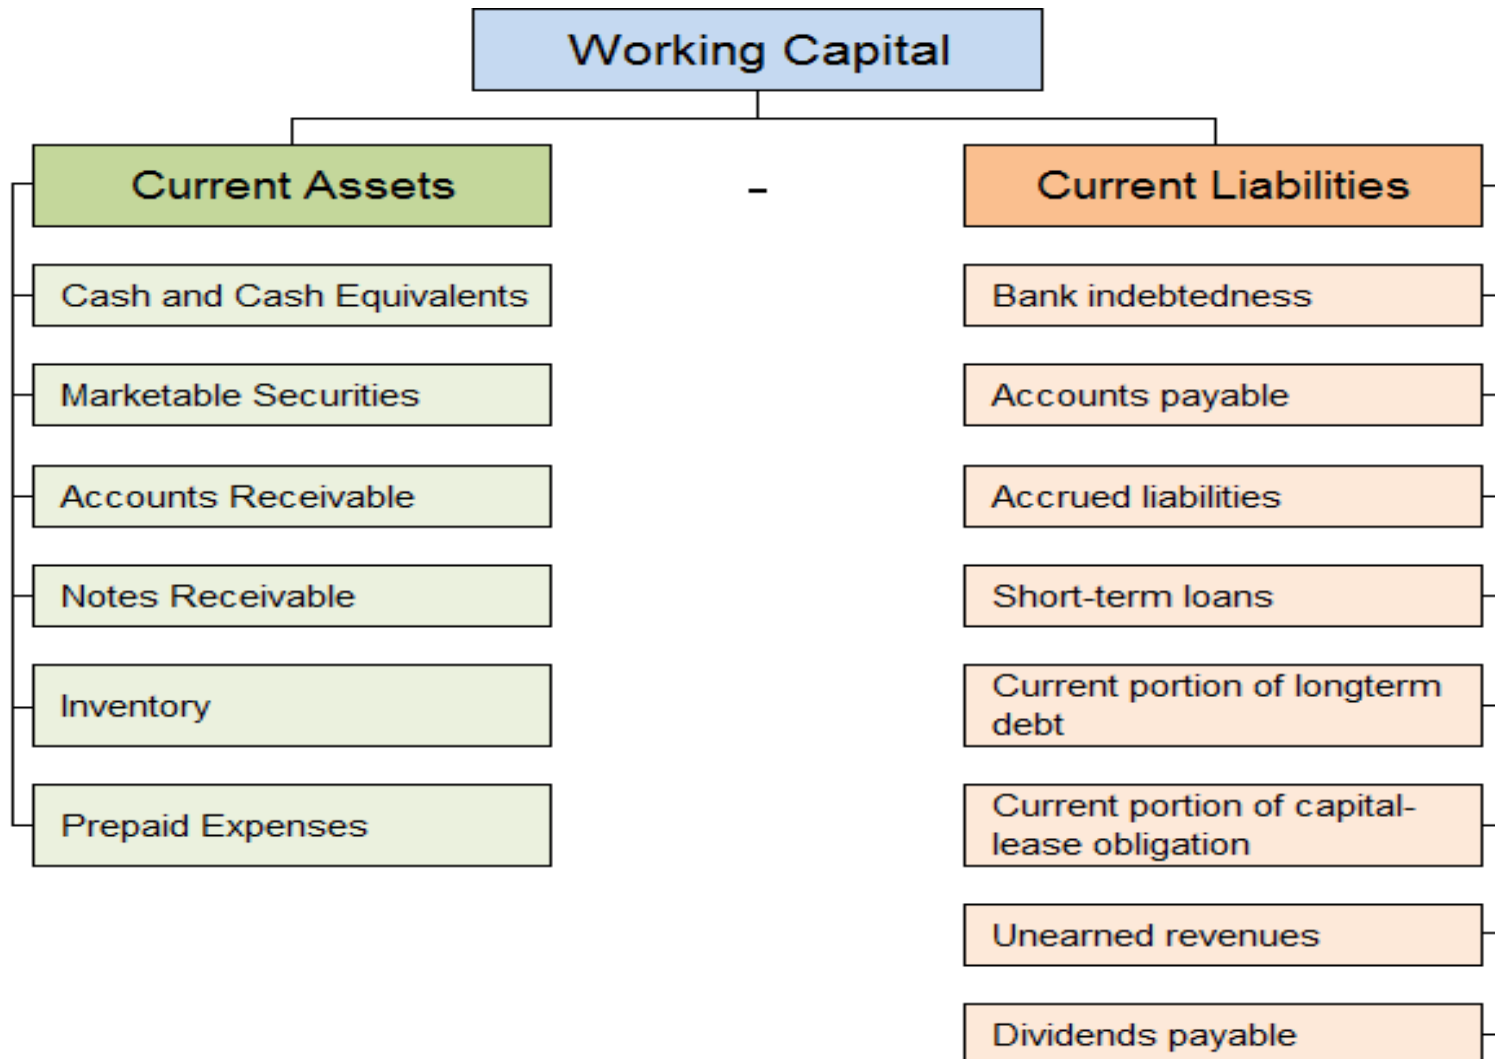 Working Capital
Current Assets
-
Current Liabilities
Cash and Cash Equivalents
Marketable Securities
Accounts Receivable
Notes Receivable
Inventory
Prepaid Expenses
Bank indebtedness
Accounts payable
Accrued liabilities
Short-term loans
Current portion of longterm
debt
Current portion of capital-
lease obligation
Unearned revenues
Dividends payable